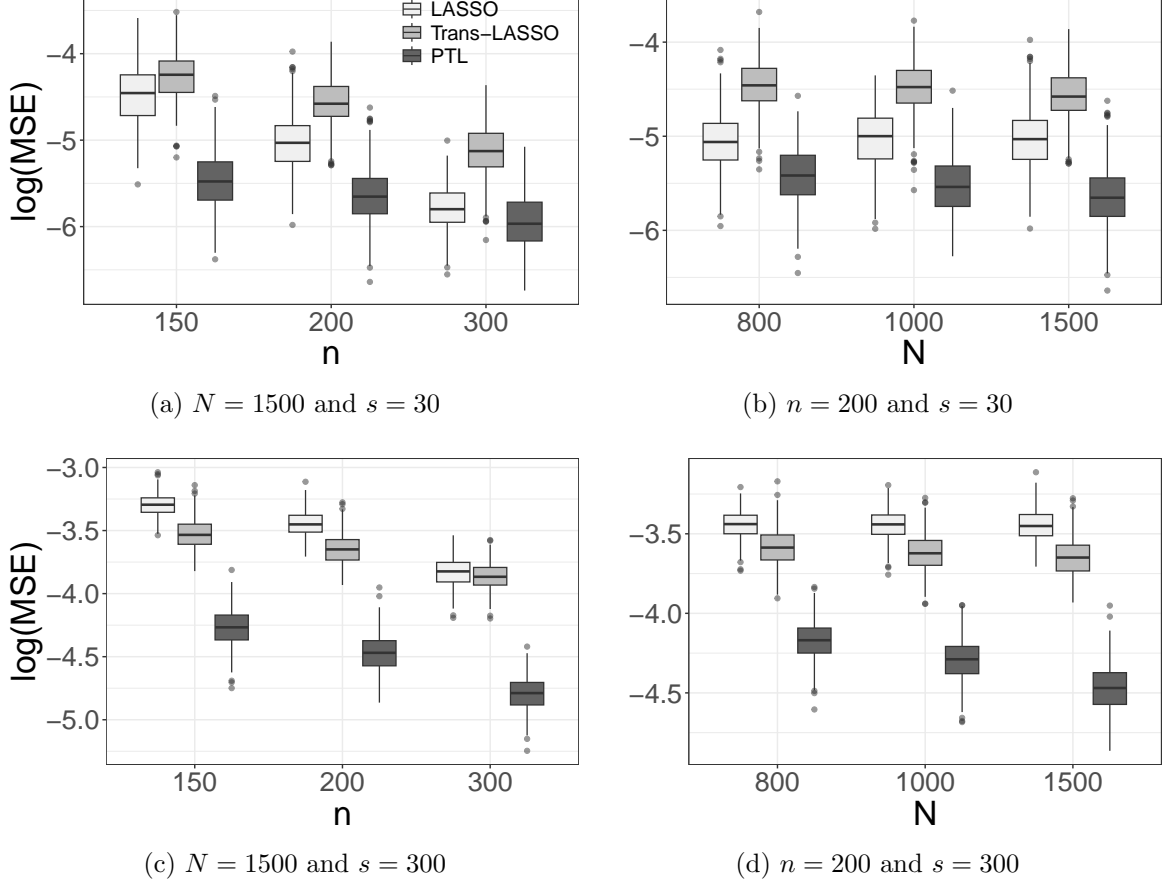 LASSO
Trans−LASSO
PTL
log(MSE)
−4
−5
−6
150
200
300
n
−4
−5
−6
800
1000
1500
N
(a) N = 1500 and s = 30
(b) n = 200 and s = 30
log(MSE)
−3.0
−3.5
−4.0
−4.5
−5.0
150
200
300
n
−3.5
−4.0
−4.5
800
1000
1500
N
(c) N = 1500 and s = 300
(d) n = 200 and s = 300